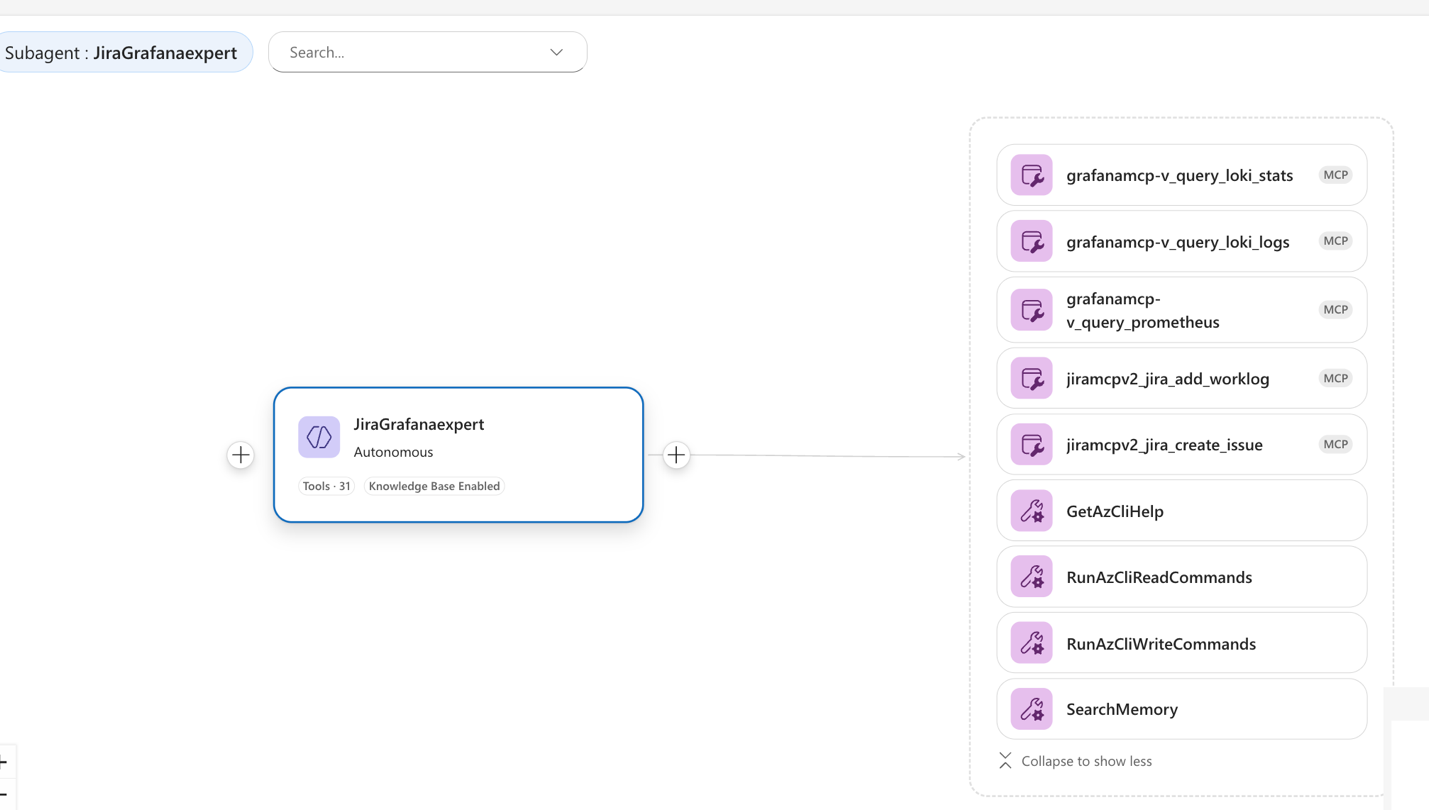 Subagent : JiraGrafanaexpert
Search...
grafanamcp-v_query_loki_stats MCP
grafanamcp-v_query_loki_logs MCP
grafanamcp-
v_query_prometheus MCP
jiramcpv2_jira_add_worklog MCP
jiramcpv2_jira_create_issue MCP
GetAzCliHelp
RunAzCliReadCommands
RunAzCliWriteCommands
SearchMemory
Collapse to show less
JiraGrafanaexpert
Autonomous
Tools · 31 Knowledge Base Enabled